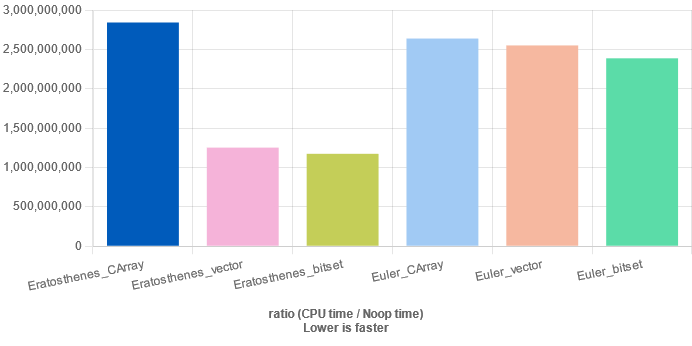 3,000,000,000
2,500,000,000
2,000,000,000
1,500,000,000
1,000,000,000
500,000,000
0
Eratosthenes_CArray
Eratosthenes_vector
Eratosthenes_bitset
Euler_CArray
Euler_vector
Euler_bitset
ratio (CPU time / Noop time)
Lower is faster